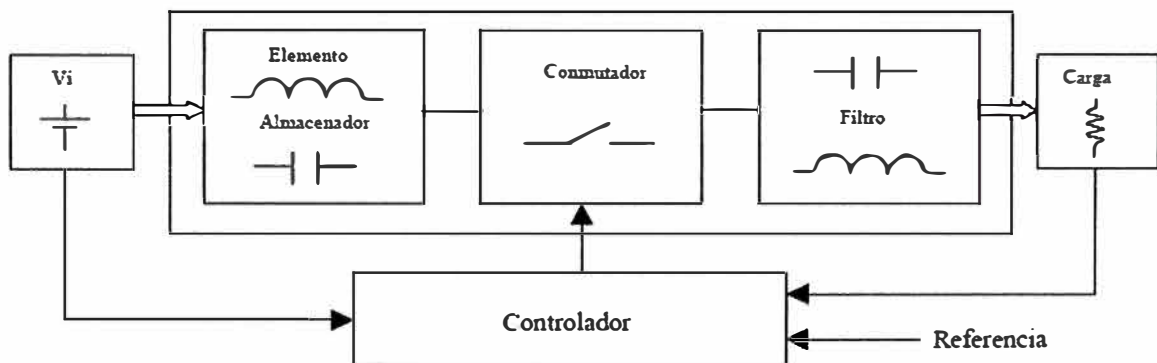 Vi
Elemento
Almacenador
Conmutador
Filtro
Carga
Controlador
Referencia